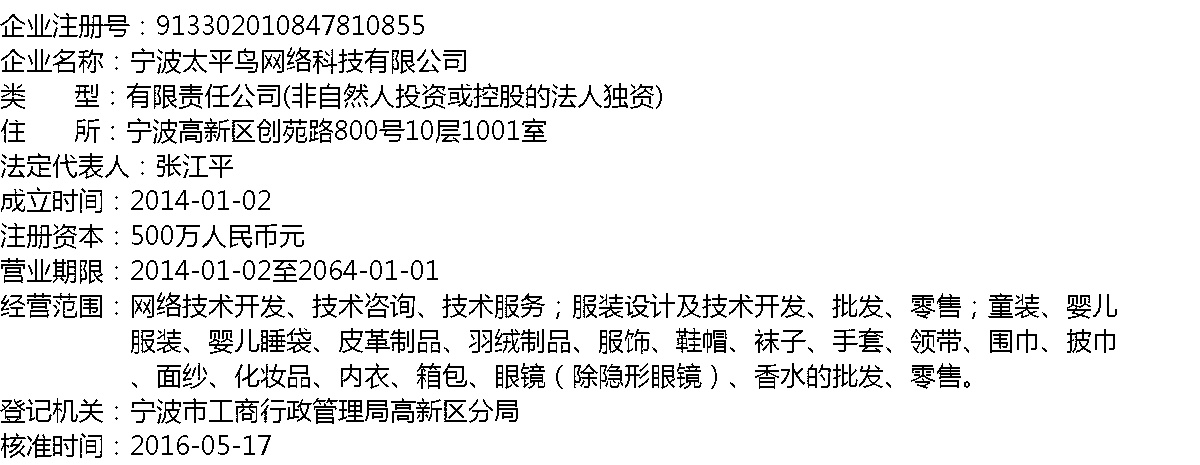 企业注册号：913302010847810855
企业名称：宁波太平鸟网络科技有限公司
类　　型：有限责任公司(非自然人投资或控股的法人独资)
住　　所：宁波高新区创苑路800号10层1001室
法定代表人：张江平
成立时间：2014-01-02
注册资本：500万人民币元
营业期限：2014-01-02至2064-01-01
经营范围：网络技术开发、技术咨询、技术服务；服装设计及技术开发、批发、零售；童装、婴儿
服装、婴儿睡袋、皮革制品、羽绒制品、服饰、鞋帽、袜子、手套、领带、围巾、披巾
、面纱、化妆品、内衣、箱包、眼镜（除隐形眼镜）、香水的批发、零售。
登记机关：宁波市工商行政管理局高新区分局
核准时间：2016-05-17